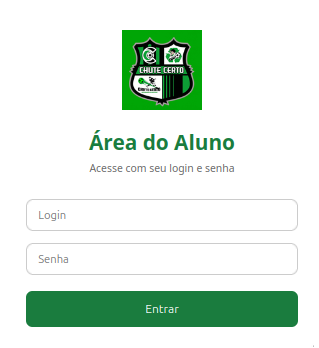 CHUTE CERTO
Área do Aluno
Acesse com seu login e senha
Login
Senha
Entrar